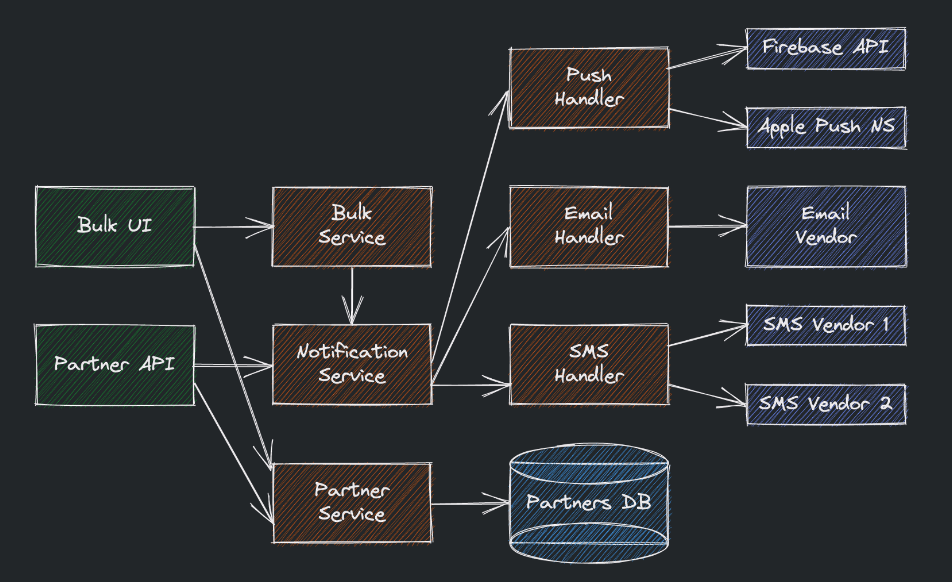 Firebase API
Push
Handler
Apple Push NS
Bulk UI
Bulk
Service
Email
Handler
Email
Vendor
Partner API
Notification
Service
SMS
Handler
SMS Vendor 1
SMS Vendor 2
Partner
Service
Partners DB